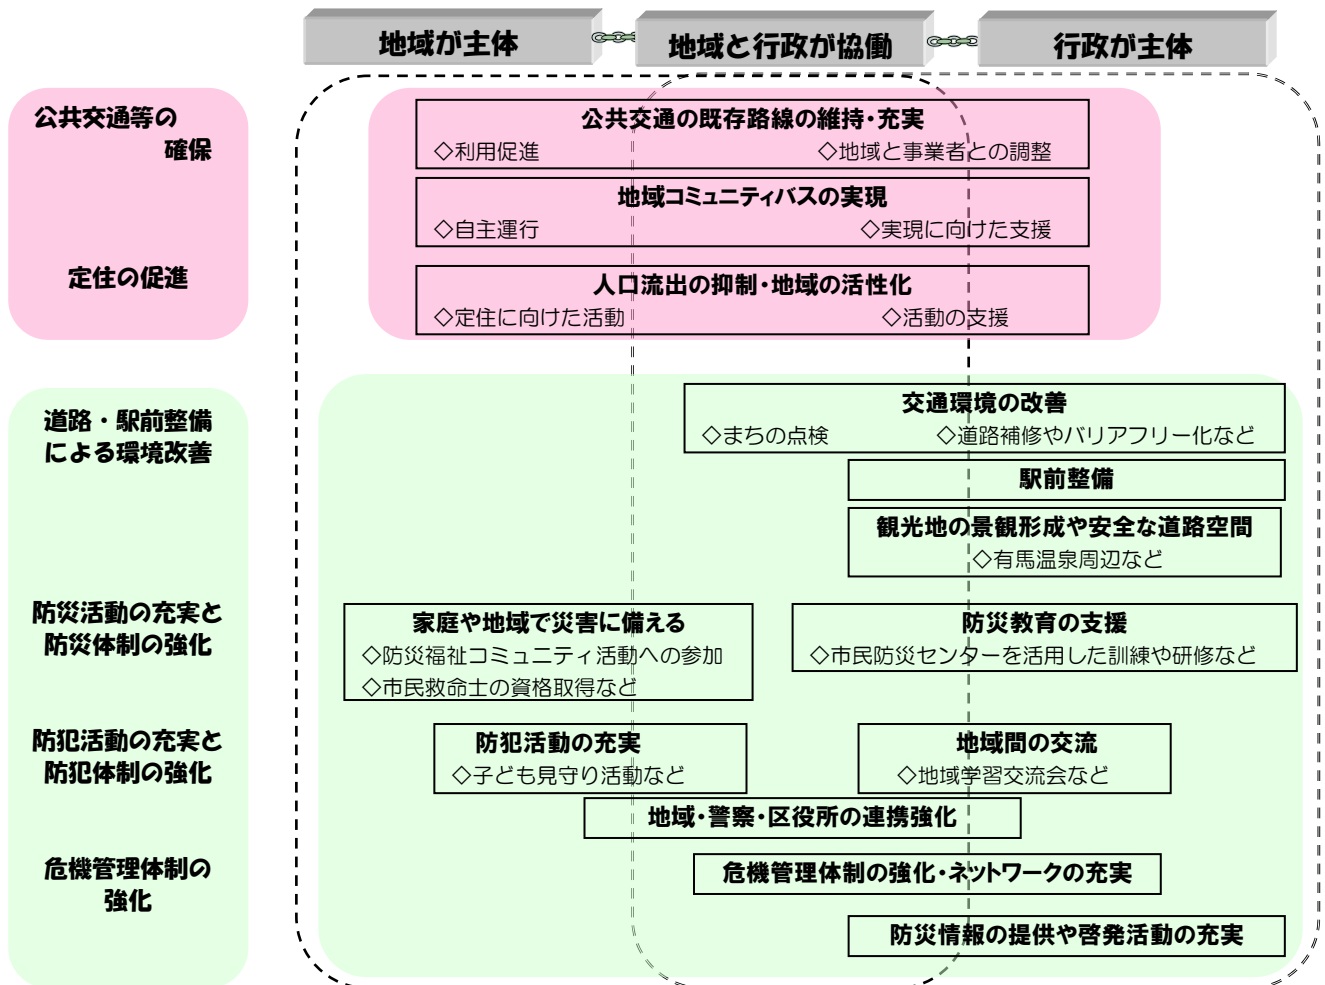 地域が主体
地域と行政が協働
行政が主体
公共交通等の
確保
公共交通の既存路線の維持・充実
◇利用促進
◇地域と事業者との調整
地域コミュニティバスの実現
◇自主運行
◇実現に向けた支援
定住の促進
人口流出の抑制・地域の活性化
◇定住に向けた活動
◇活動の支援
道路・駅前整備
による環境改善
交通環境の改善
◇まちの点検
◇道路補修やバリアフリー化など
駅前整備
観光地の景観形成や安全な道路空間
◇有馬温泉周辺など
防災活動の充実と
防災体制の強化
家庭や地域で災害に備える
◇防災福祉コミュニティ活動への参加
◇市民救命士の資格取得など
防災教育の支援
◇市民防災センターを活用した訓練や研修など
防犯活動の充実と
防犯体制の強化
防犯活動の充実
◇子ども見守り活動など
地域間の交流
◇地域学習交流会など
地域・警察・区役所の連携強化
危機管理体制の
強化
危機管理体制の強化・ネットワークの充実
防災情報の提供や啓発活動の充実